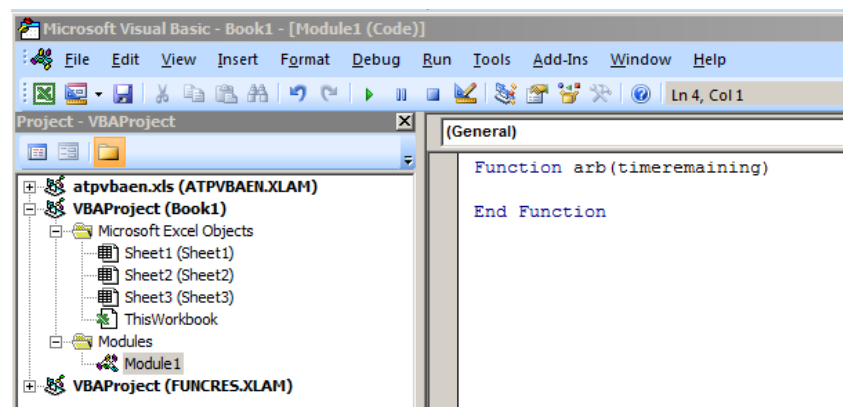 Microsoft Visual Basic - Book1 - [Module1 (Code)]
File Edit View Insert Format Debug Run Tools Add-Ins Window Help
Ln 4, Col 1
Project - VBAProject
(General)
atpvbaen.xls (ATPVBAEN.XLAM)
VBAProject (Book1)
Microsoft Excel Objects
Sheet1 (Sheet1)
Sheet2 (Sheet2)
Sheet3 (Sheet3)
ThisWorkbook
Modules
Module1
VBAProject (FUNCRES.XLAM)
Function arb(timeremaining)
End Function